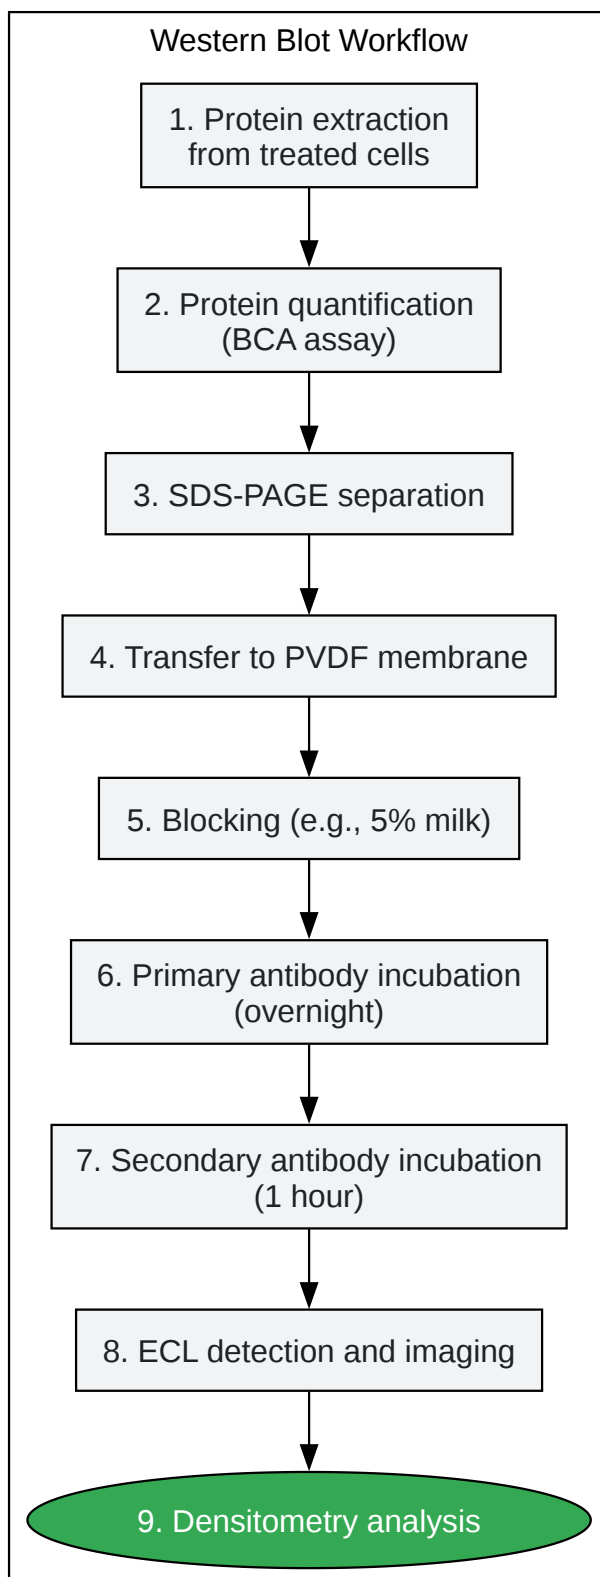 Western Blot Workflow
1. Protein extraction
from treated cells
2. Protein quantification
(BCA assay)
3. SDS-PAGE separation
4. Transfer to PVDF membrane
5. Blocking (e.g., 5% milk)
6. Primary antibody incubation
(overnight)
7. Secondary antibody incubation
(1 hour)
8. ECL detection and imaging
9. Densitometry analysis